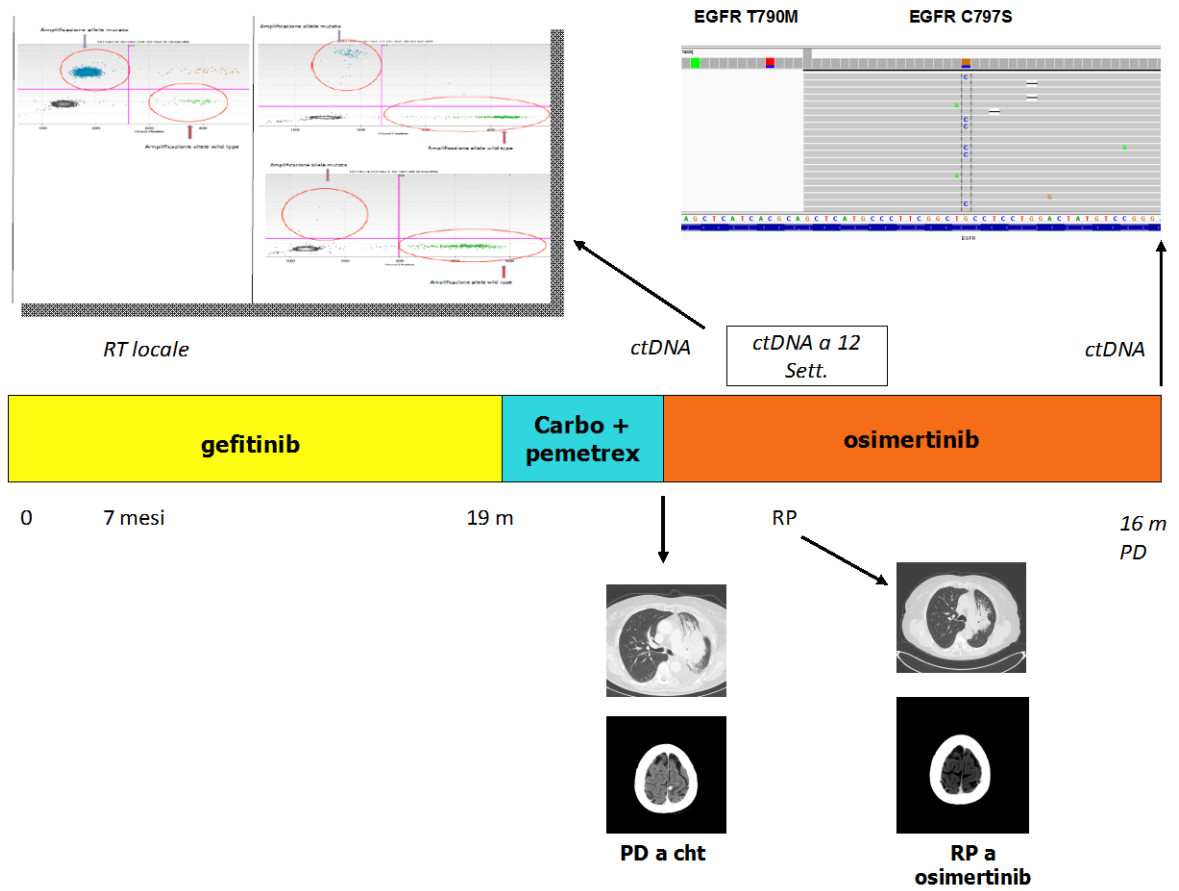 EGFR T790M
EGFR C797S
Amplificazione allele mutato
Amplificazione allele mutato
Amplificazione allele wild type
Amplificazione allele wild type
Amplificazione allele mutato
Amplificazione allele wild type
C
A
C
C
C
A
C
A
G
C
A G C T C A T C A C G C A G C T C A T G C C C T T C G G C T G C C T C C T G G A C T A T G T C C G G G
EGFR
RT locale
ctDNA
ctDNA a 12
Sett.
ctDNA
gefitinib
Carbo +
pemetrex
osimertinib
0
7 mesi
19 m
RP
16 m
PD
PD a cht
RP a
osimertinib